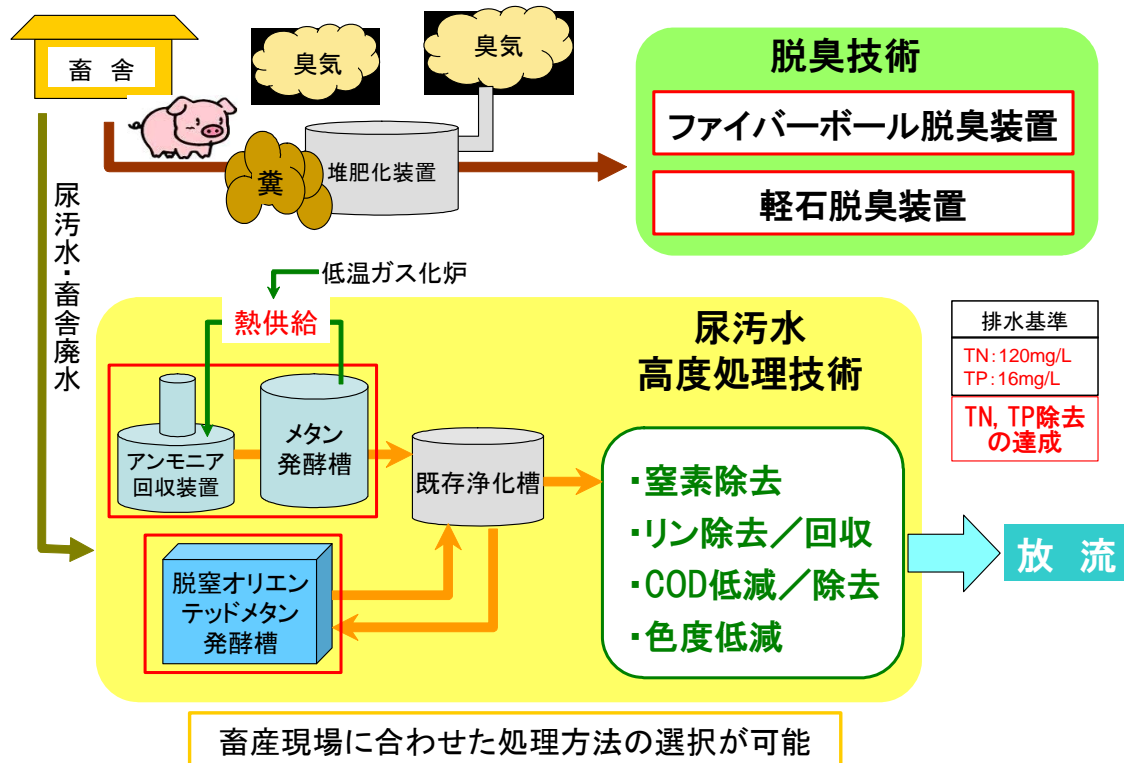 畜 舎
臭気
臭気
糞
堆肥化装置
脱臭技術
ファイバーボール脱臭装置
軽石脱臭装置
尿汚水・畜舎廃水
低温ガス化炉
熱供給
尿汚水
高度処理技術
アンモニア
回収装置
メタン
発酵槽
既存浄化槽
脱窒オリエン
テッドメタン
発酵槽
・窒素除去
・リン除去／回収
・COD低減／除去
・色度低減
排水基準
TN:120mg/L
TP:16mg/L
TN, TP除去
の達成
放 流
畜産現場に合わせた処理方法の選択が可能